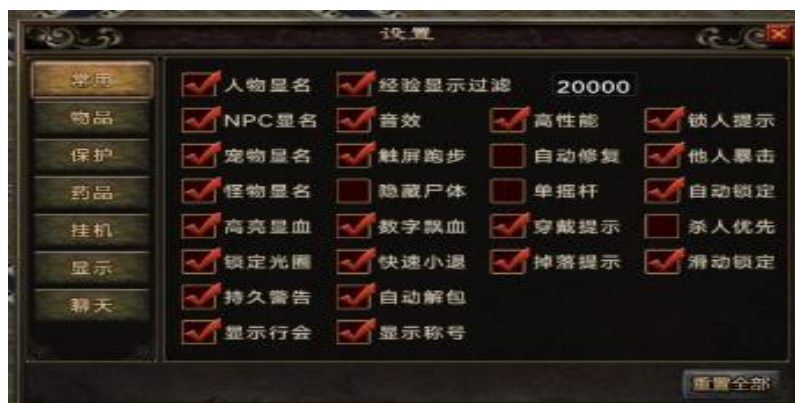 设置
常用
物品
保护
药品
挂机
显示
聊天
人物显名 经验显示过滤 20000
NPC显名 音效 高性能 锁人提示
宠物显名 触屏跑步 自动修复 他人暴击
怪物显名 隐藏尸体 单摇杆 自动锁定
高亮显血 数字飘血 穿戴提示 杀人优先
锁定光圈 快速小退 掉落提示 滑动锁定
持久警告 自动解包
显示行会 显示称号
重置全部